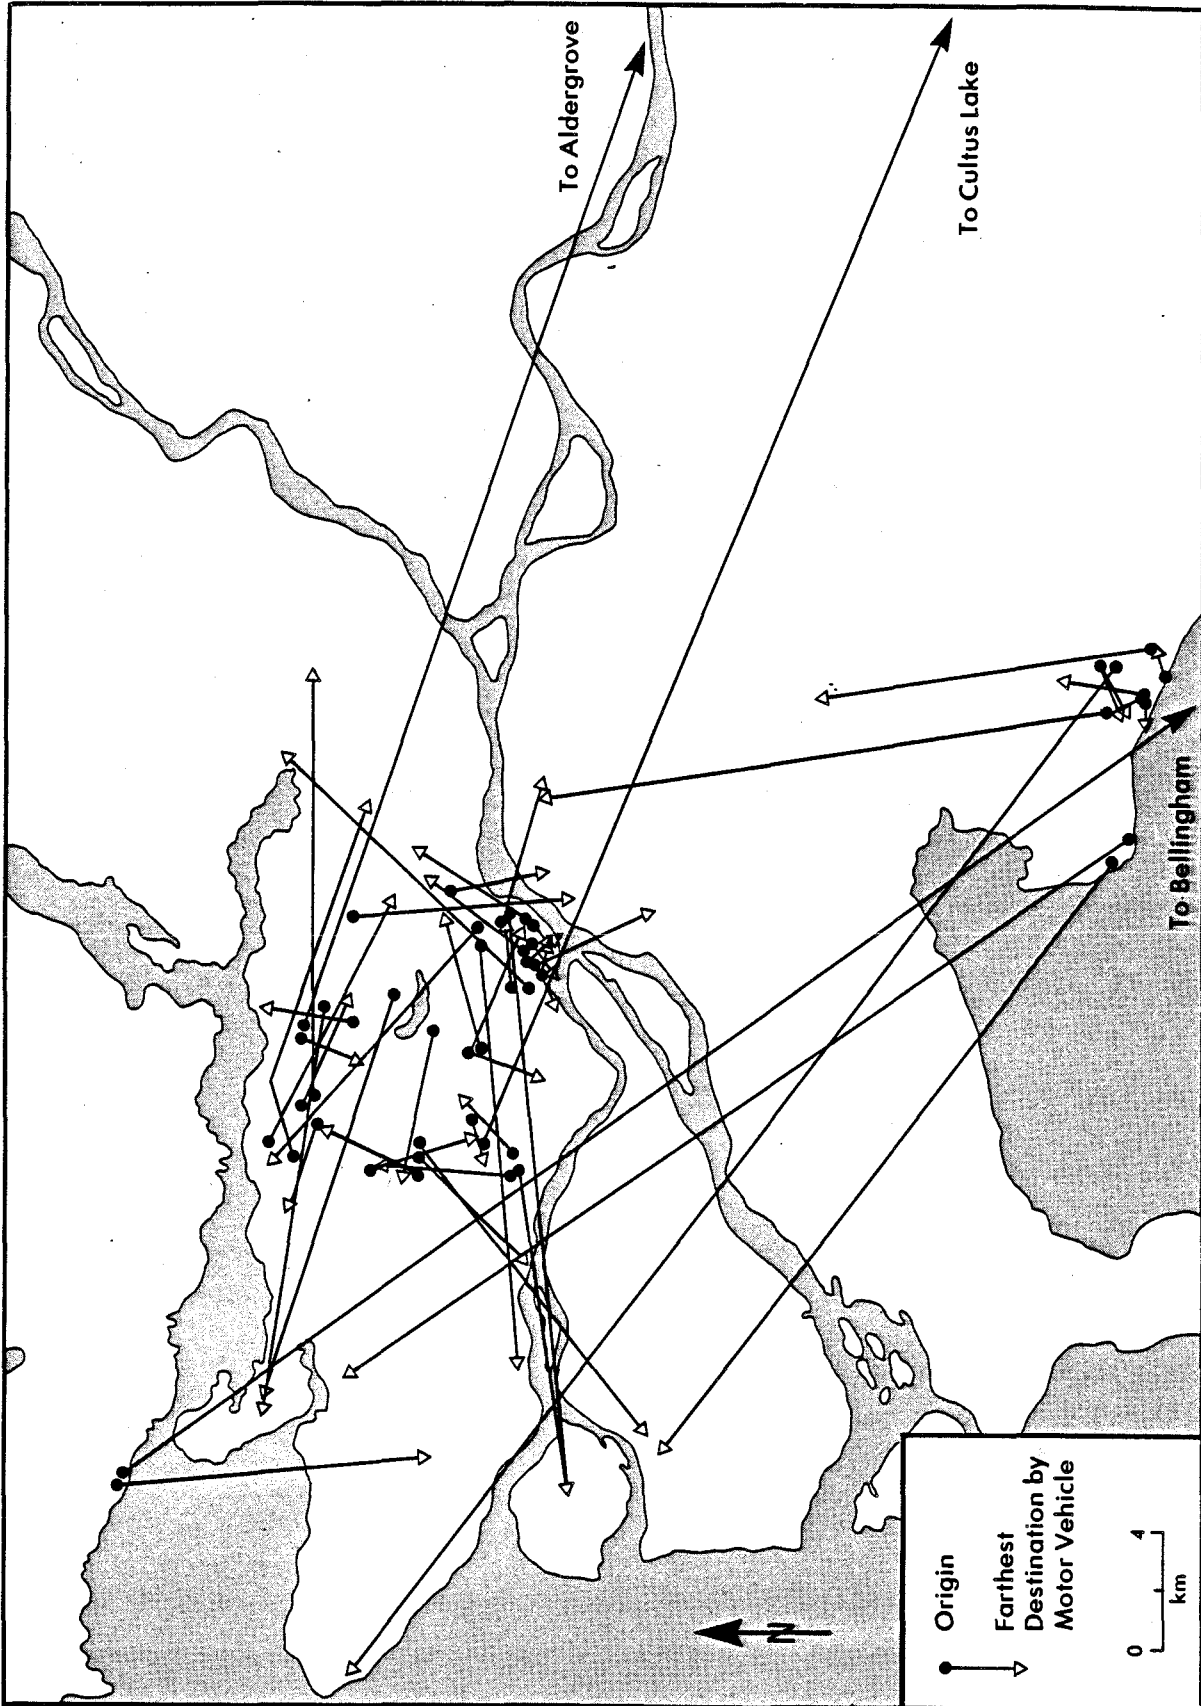 To Aldergrove
To Cultus Lake
To Bellingham
Origin
Farthest
Destination by
Motor Vehicle
0 4
km
N